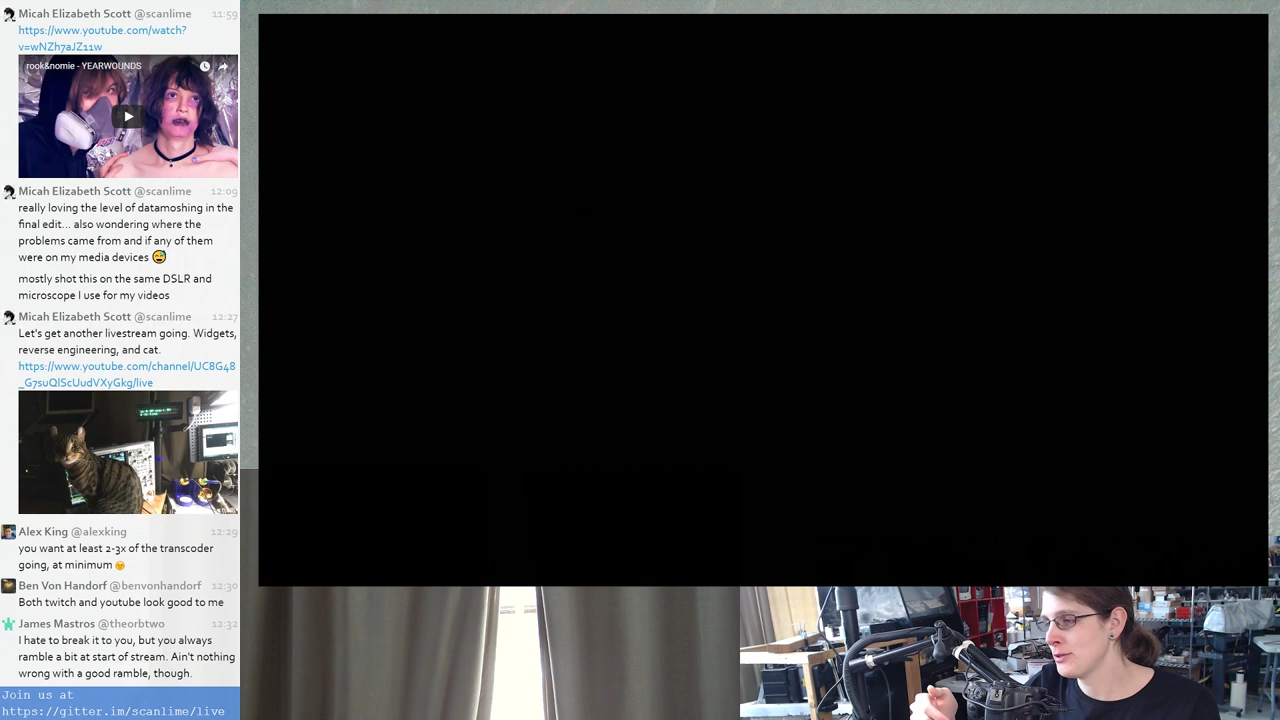 Micah Elizabeth Scott @scanlime 11:59
https://www.youtube.com/watch?
v=wNZh7aJZ11w
rook&nomie - YEARWOUNDS
Micah Elizabeth Scott @scanlime 12:09
really loving the level of datamoshing in the
final edit... also wondering where the
problems came from and if any of them
were on my media devices 😅
mostly shot this on the same DSLR and
microscope I use for my videos
Micah Elizabeth Scott @scanlime 12:27
Let's get another livestream going. Widgets,
reverse engineering, and cat.
https://www.youtube.com/channel/UC8G48
_G7suQlScUudVXyGkg/live
Alex King @alexking 12:29
you want at least 2-3x of the transcoder
going, at minimum
Ben Von Handorf @benvonhandorf 12:30
Both twitch and youtube look good to me
James Mastros @theorbtwo 12:32
I hate to break it to you, but you always
ramble a bit at start of stream. Ain't nothing
wrong with a good ramble, though.
Join us at
https://gitter.im/scanlime/live